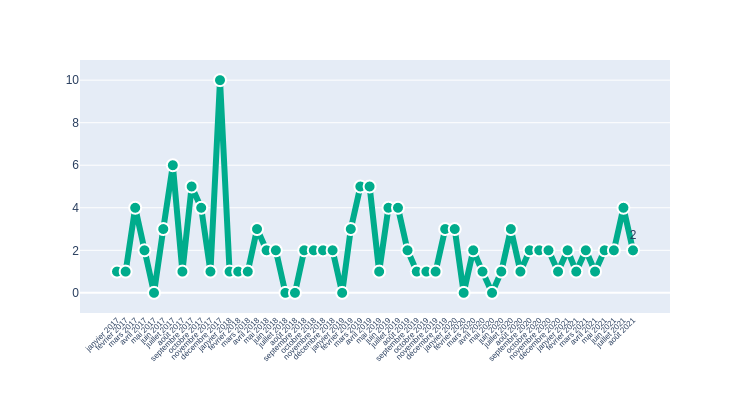 10
8
6
4
2
0
2
janvier 2017
février 2017
mars 2017
avril 2017
mai 2017
juin 2017
juillet 2017
août 2017
septembre 2017
octobre 2017
novembre 2017
décembre 2017
janvier 2018
février 2018
mars 2018
avril 2018
mai 2018
juin 2018
juillet 2018
août 2018
septembre 2018
octobre 2018
novembre 2018
décembre 2018
janvier 2019
février 2019
mars 2019
avril 2019
mai 2019
juin 2019
juillet 2019
août 2019
septembre 2019
octobre 2019
novembre 2019
décembre 2019
janvier 2020
février 2020
mars 2020
avril 2020
mai 2020
juin 2020
juillet 2020
août 2020
septembre 2020
octobre 2020
novembre 2020
décembre 2020
janvier 2021
février 2021
mars 2021
avril 2021
mai 2021
juin 2021
juillet 2021
août 2021